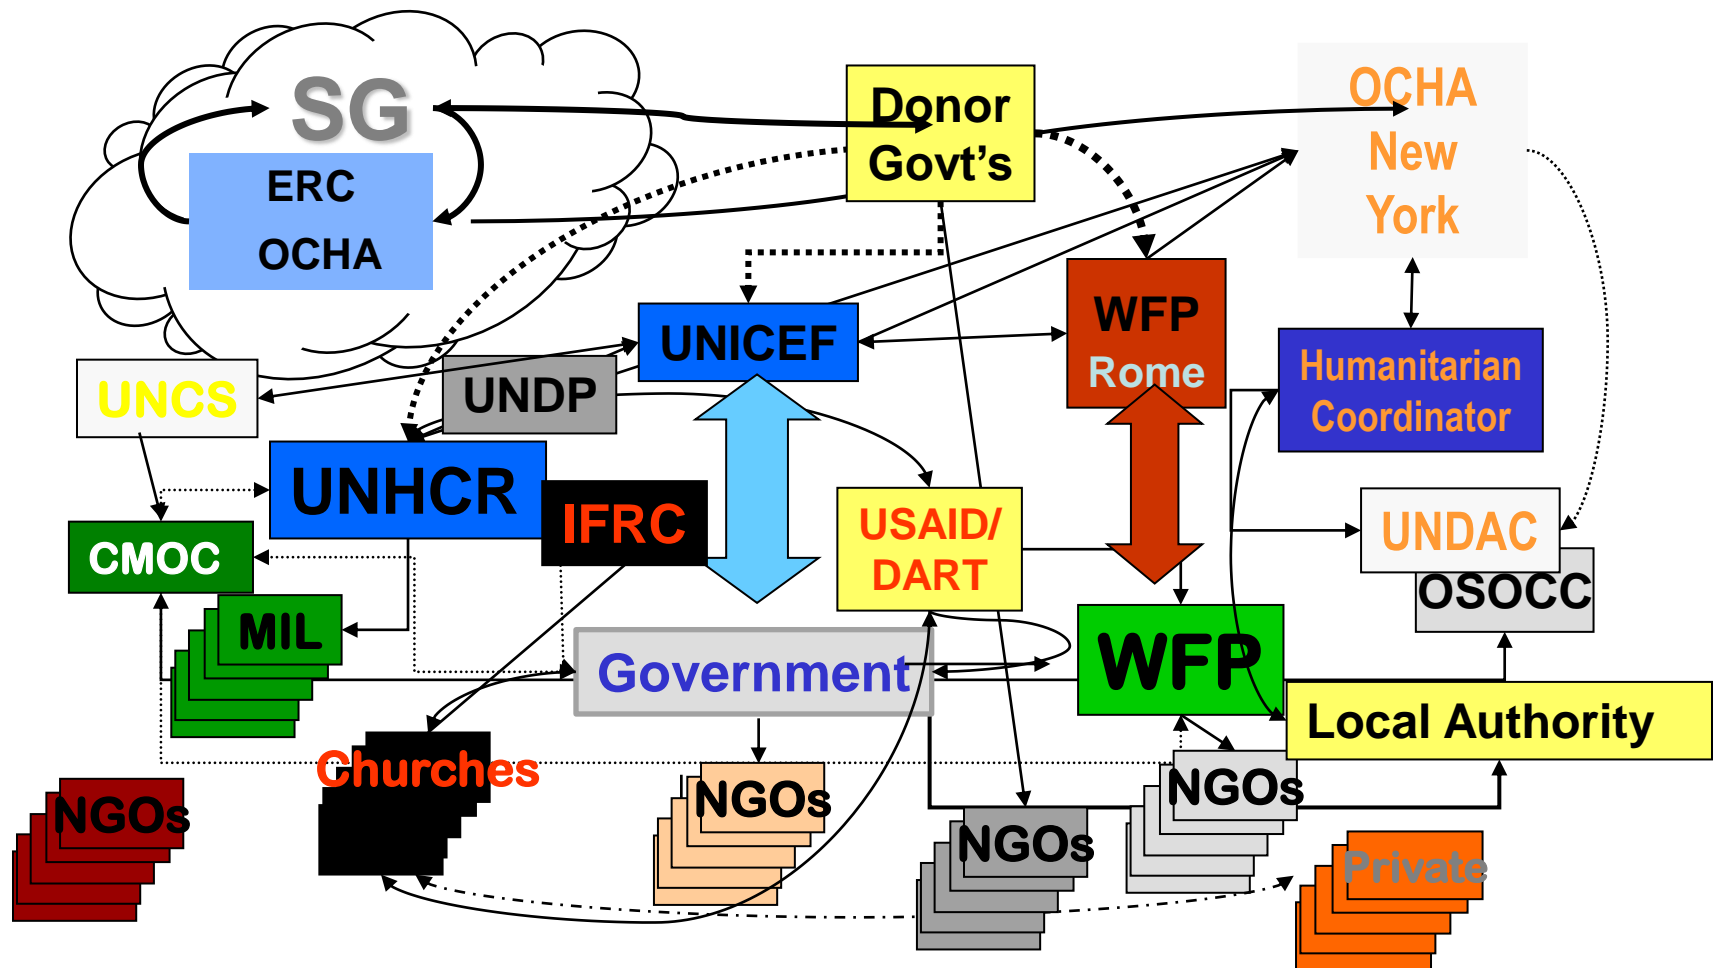 SG
ERC
OCHA
Donor
Govt's
OCHA
New
York
UNICEF
WFP
Rome
Humanitarian
Coordinator
UNCS
UNDP
UNHCR
IFRC
USAID/
DART
UNDAC
OSOCC
CMOC
MIL
Government
WFP
Local Authority
Churches
NGOs
NGOs
NGOs
NGOs
Private